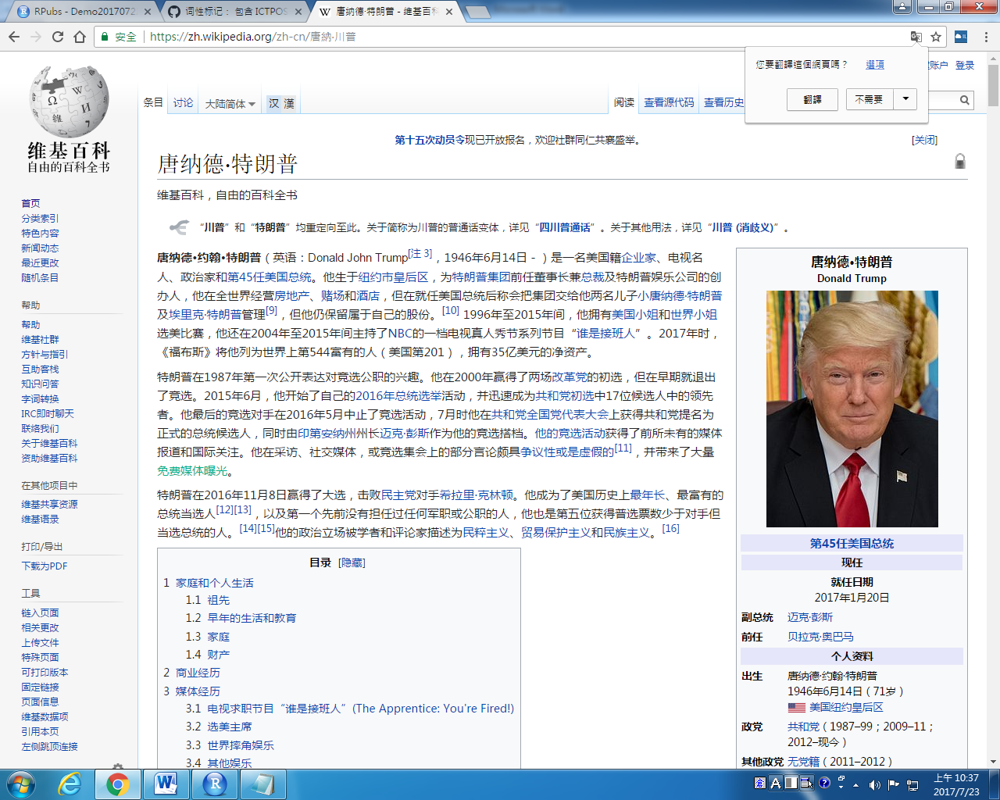 RPubs - Demo2017072
词性标记： 包含 ICTPOS
唐纳德·特朗普 - 维基百科
安全
https://zh.wikipedia.org/zh-cn/唐納·川普
您要翻譯這個網頁嗎？ 選項
翻譯 不需要
账户 登录
维基百科
自由的百科全书
条目 讨论 大陆简体 汉 漢
阅读 查看源代码 查看历史
第十五次动员令现已开放报名，欢迎社群同仁共襄盛举。 [关闭]
唐纳德·特朗普
维基百科，自由的百科全书
“川普”和“特朗普”均重定向至此。关于简称为川普的普通话变体，详见“四川普通话”。关于其他用法，详见“川普 (消歧义)”。
唐纳德·约翰·特朗普（英语：Donald John Trump[注 3]，1946年6月14日－）是一名美国籍企业家、电视名
人、政治家和第45任美国总统。他生于纽约市皇后区，为特朗普集团前任董事长兼总裁及特朗普娱乐公司的创
办人，他在全世界经营房地产、赌场和酒店，但在就任美国总统后称会把集团交给他两名儿子小唐纳德·特朗普
及埃里克·特朗普管理[9]，但他仍保留属于自己的股份。[10] 1996年至2015年间，他拥有美国小姐和世界小姐
选美比赛，他还在2004年至2015年间主持了NBC的一档电视真人秀节系列节目“谁是接班人”。2017年时，
《福布斯》将他列为世界上第544富有的人（美国第201），拥有35亿美元的净资产。
特朗普在1987年第一次公开表达对竞选公职的兴趣。他在2000年赢得了两场改革党的初选，但在早期就退出
了竞选。2015年6月，他开始了自己的2016年总统选举活动，并迅速成为共和党初选中17位候选人中的领先
者。他最后的竞选对手在2016年5月中止了竞选活动，7月时他在共和党全国党代表大会上获得共和党提名为
正式的总统候选人，同时由印第安纳州州长迈克·彭斯作为他的竞选搭档。他的竞选活动获得了前所未有的媒体
报道和国际关注。他在采访、社交媒体，或竞选集会上的部分言论颇具争议性或是虚假的[11]，并带来了大量
免费媒体曝光。
特朗普在2016年11月8日赢得了大选，击败民主党对手希拉里·克林顿。他成为了美国历史上最年长、最富有的
总统当选人[12][13]，以及第一个先前没有担任过任何军职或公职的人，他也是第五位获得普选票数少于对手但
当选总统的人。[14][15]他的政治立场被学者和评论家描述为民粹主义、贸易保护主义和民族主义。[16]
目录 [隐藏]
1 家庭和个人生活
1.1 祖先
1.2 早年的生活和教育
1.3 家庭
1.4 财产
2 商业经历
3 媒体经历
3.1 电视求职节目“谁是接班人”(The Apprentice: You're Fired!)
3.2 选美主席
3.3 世界摔角娱乐
3.4 其他娱乐
唐纳德·特朗普
Donald Trump
第45任美国总统
现任
就任日期
2017年1月20日
副总统 迈克·彭斯
前任 贝拉克·奥巴马
个人资料
出生 唐纳德·约翰·特朗普
1946年6月14日（71岁）
美国纽约皇后区
政党 共和党（1987–99；2009–11；
2012–现今）
其他政党 无党籍（2011–2012）
首页
分类索引
特色内容
新闻动态
最近更改
随机条目
帮助
帮助
维基社群
方针与指引
互助客栈
知识问答
字词转换
IRC即时聊天
联络我们
关于维基百科
资助维基百科
在其他项目中
维基共享资源
维基语录
打印/导出
下载为PDF
工具
链入页面
相关更改
上传文件
特殊页面
可打印版本
固定链接
页面信息
维基数据项
引用本页
左侧跳顶连接
上午 10:37
2017/7/23